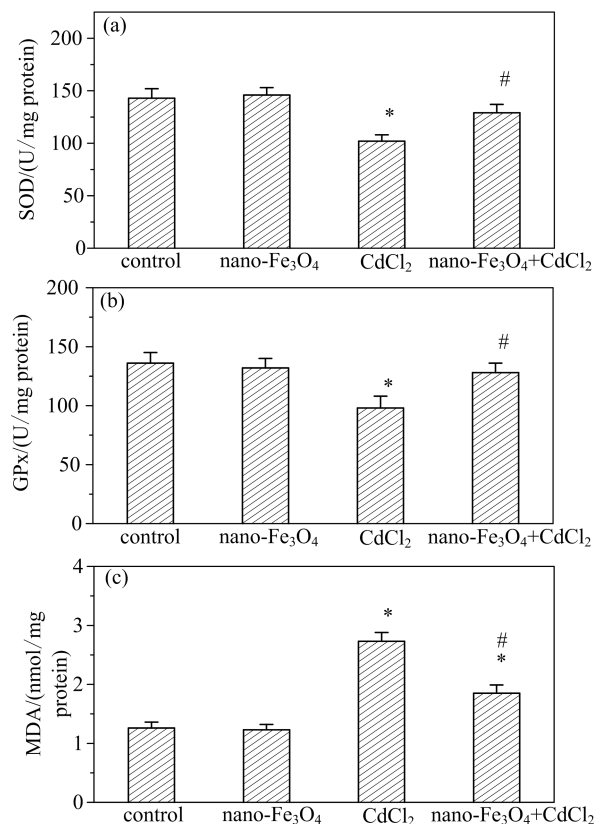 (a)
SOD/(U/mg protein)
200
150
100
50
0
*
#
control nano-Fe₃O₄ CdCl₂ nano-Fe₃O₄+CdCl₂
(b)
GPx/(U/mg protein)
200
150
100
50
0
*
#
control nano-Fe₃O₄ CdCl₂ nano-Fe₃O₄+CdCl₂
(c)
MDA/(nmol/mg
protein)
4
3
2
1
0
*
#
*
control nano-Fe₃O₄ CdCl₂ nano-Fe₃O₄+CdCl₂